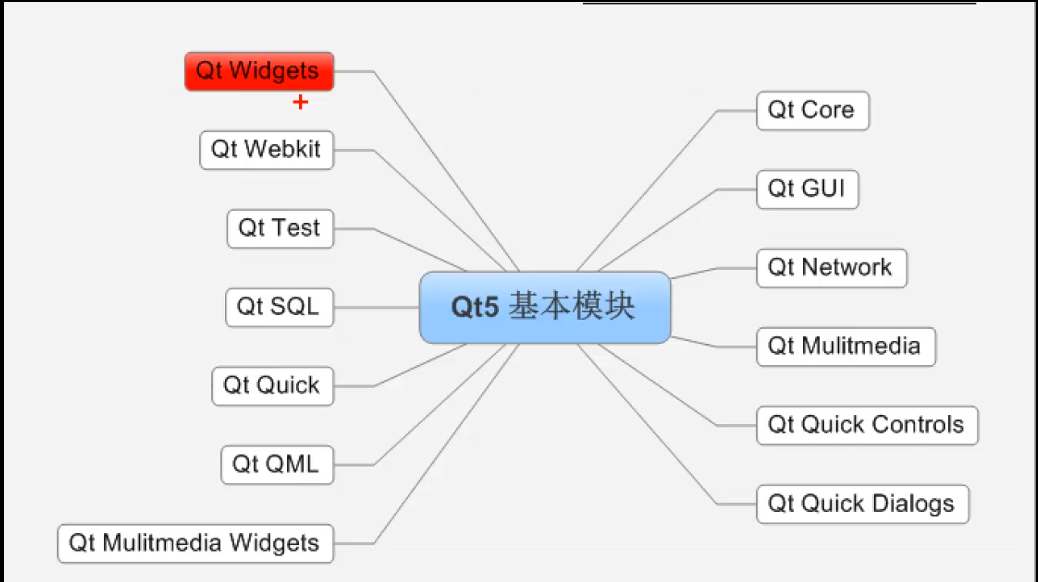 Qt Widgets
Qt Webkit
Qt Test
Qt SQL
Qt Quick
Qt QML
Qt Mulitmedia Widgets
Qt5 基本模块
Qt Core
Qt GUI
Qt Network
Qt Mulitmedia
Qt Quick Controls
Qt Quick Dialogs